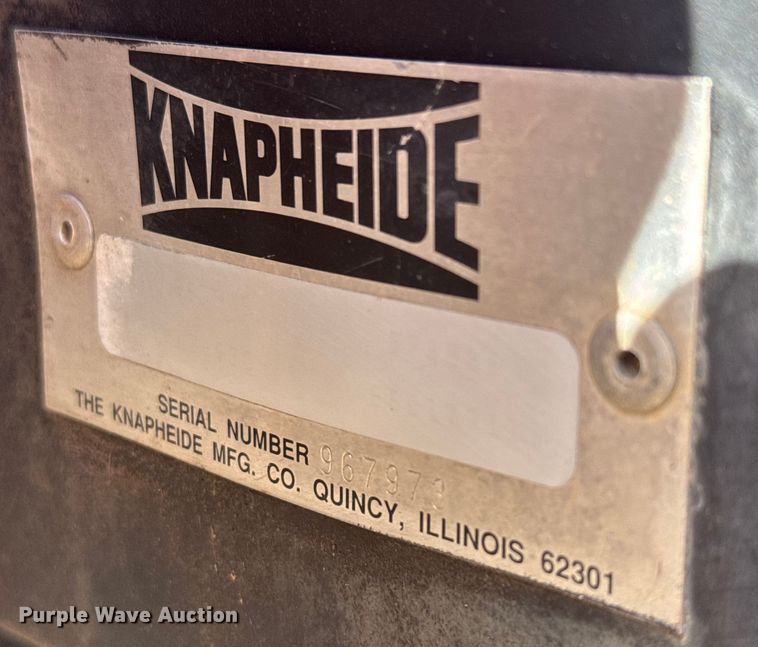 KNAPHEIDE
SERIAL NUMBER 967973
THE KNAPHEIDE MFG. CO. QUINCY, ILLINOIS 62301
Purple Wave Auction